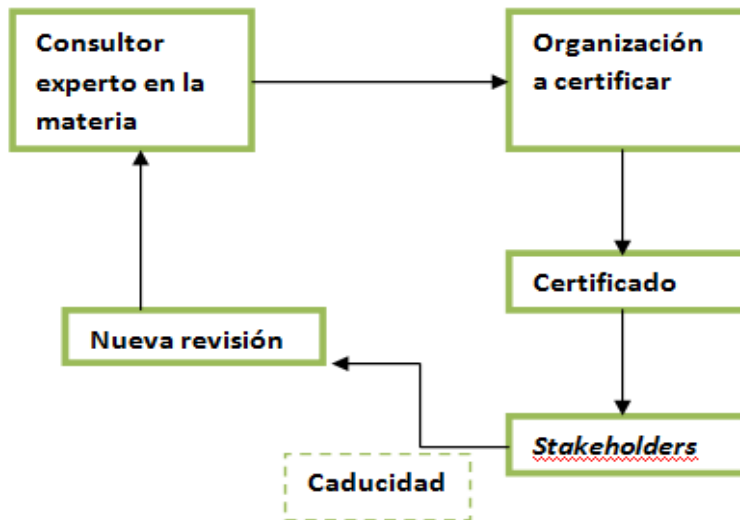 Consultor
experto en la
materia
Organización
a certificar
Certificado
Nueva revisión
Stakeholders
Caducidad